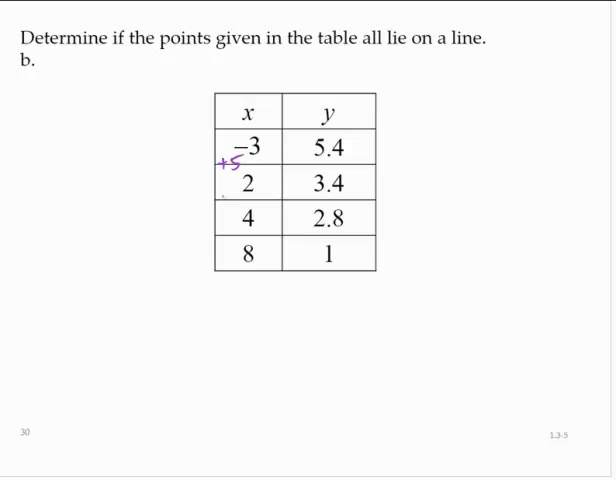 Determine if the points given in the table all lie on a line.
b.
x y
−3 5.4
+5
2 3.4
4 2.8
8 1
30 1.3-5